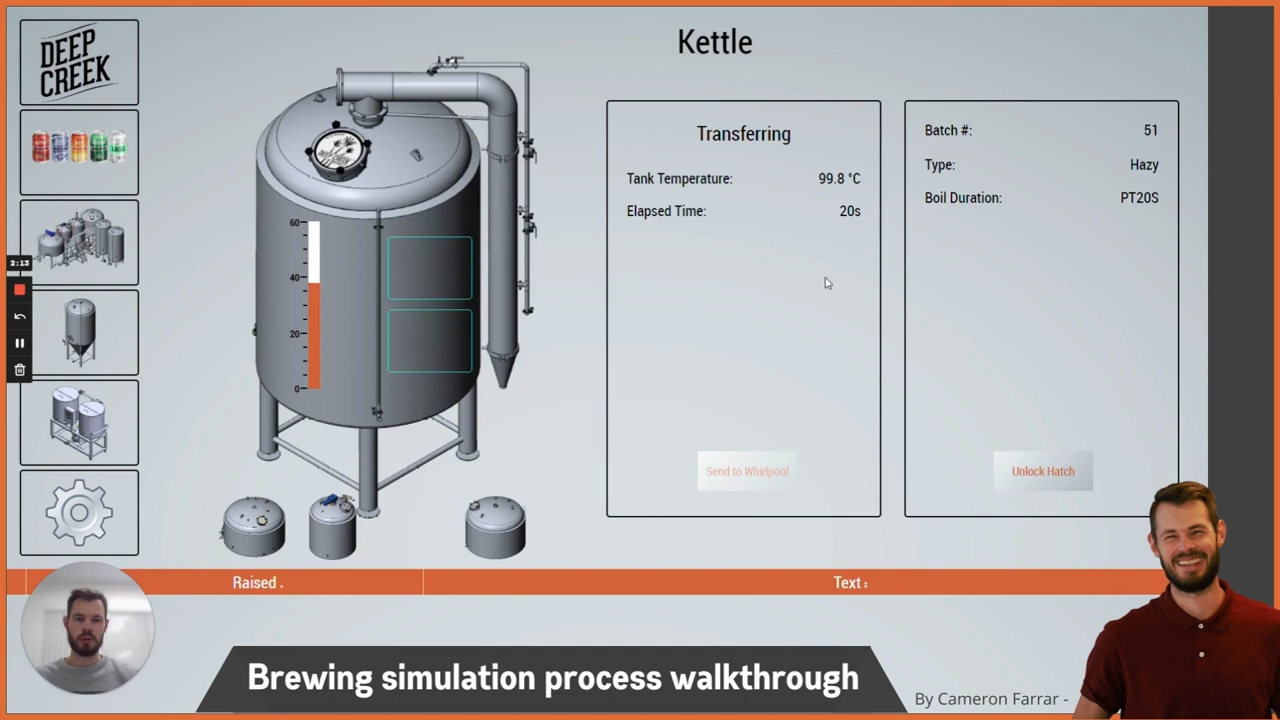 DEEP
CREEK
Kettle
Transferring
Tank Temperature: 99.8 °C
Elapsed Time: 20s
Send to Whirlpool
Batch #: 51
Type: Hazy
Boil Duration: PT20S
Unlock Hatch
60
40
20
0
2:13
Raised .
Text :
Brewing simulation process walkthrough
By Cameron Farrar -